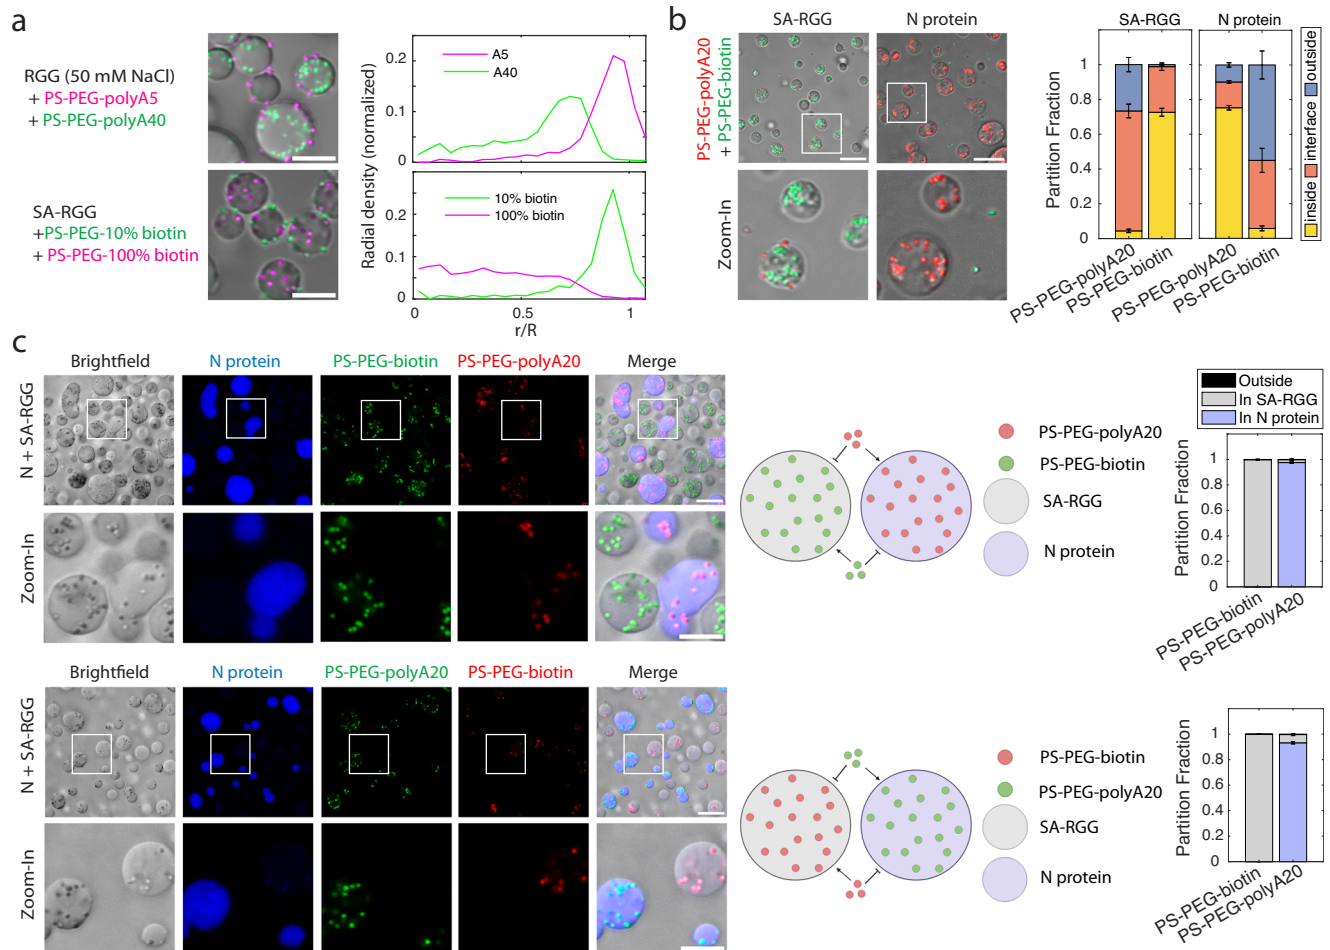 a
RGG (50 mM NaCl)
+ PS-PEG-polyA5
+ PS-PEG-polyA40
SA-RGG
+PS-PEG-10% biotin
+ PS-PEG-100% biotin
Radial density (normalized)
0.2
0.1
0
A5
A40
0.2
0.1
0
10% biotin
100% biotin
0
0.5
1
r/R
b
SA-RGG
N protein
PS-PEG-polyA20
+ PS-PEG-biotin
Zoom-In
SA-RGG
N protein
Partition Fraction
1
0.8
0.6
0.4
0.2
0
PS-PEG-polyA20
PS-PEG-biotin
PS-PEG-polyA20
PS-PEG-biotin
inside
interface
outside
c
Brightfield
N protein
PS-PEG-biotin
PS-PEG-polyA20
Merge
N + SA-RGG
Zoom-In
PS-PEG-polyA20
PS-PEG-biotin
SA-RGG
N protein
Outside
In SA-RGG
In N protein
Partition Fraction
1
0.8
0.6
0.4
0.2
0
PS-PEG-biotin
PS-PEG-polyA20
Brightfield
N protein
PS-PEG-polyA20
PS-PEG-biotin
Merge
N + SA-RGG
Zoom-In
PS-PEG-biotin
PS-PEG-polyA20
SA-RGG
N protein
Partition Fraction
1
0.8
0.6
0.4
0.2
0
PS-PEG-biotin
PS-PEG-polyA20